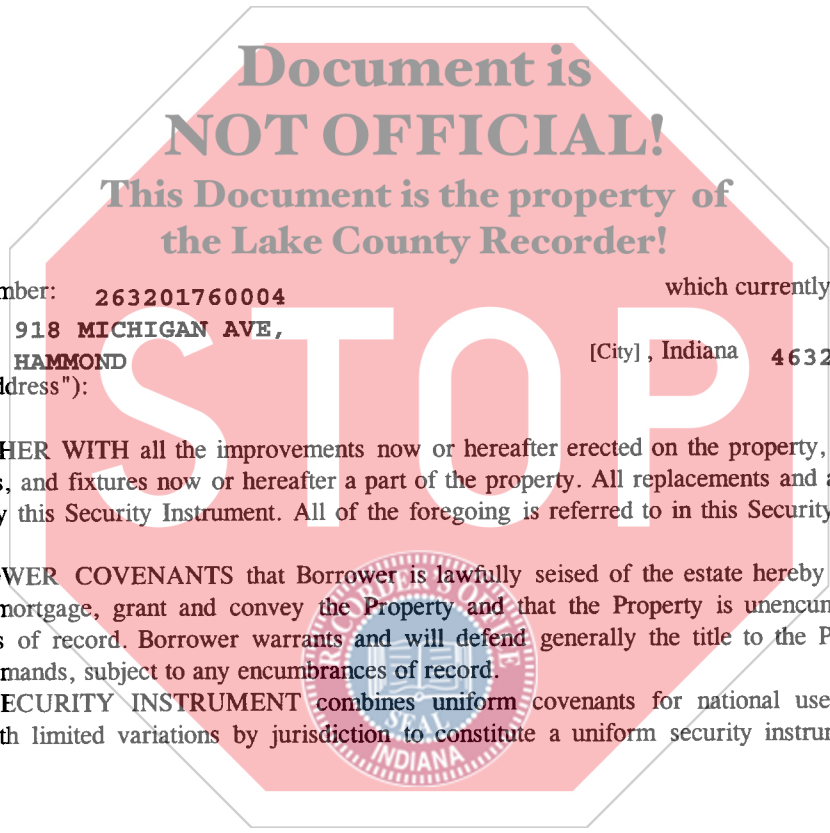 Document is
NOT OFFICIAL!
This Document is the property of
the Lake County Recorder!
mber: 263201760004 which currently
918 MICHIGAN AVE,
HAMMOND [City] , Indiana 4632
ddress"):
STOP
HER WITH all the improvements now or hereafter erected on the property,
s, and fixtures now or hereafter a part of the property. All replacements and a
y this Security Instrument. All of the foregoing is referred to in this Security
WER COVENANTS that Borrower is lawfully seised of the estate hereby
mortgage, grant and convey the Property and that the Property is unencun
s of record. Borrower warrants and will defend generally the title to the P
mands, subject to any encumbrances of record.
ECURITY INSTRUMENT combines uniform covenants for national use
th limited variations by jurisdiction to constitute a uniform security instrun
RECORDER'S OFFICE
SEAL
INDIANA